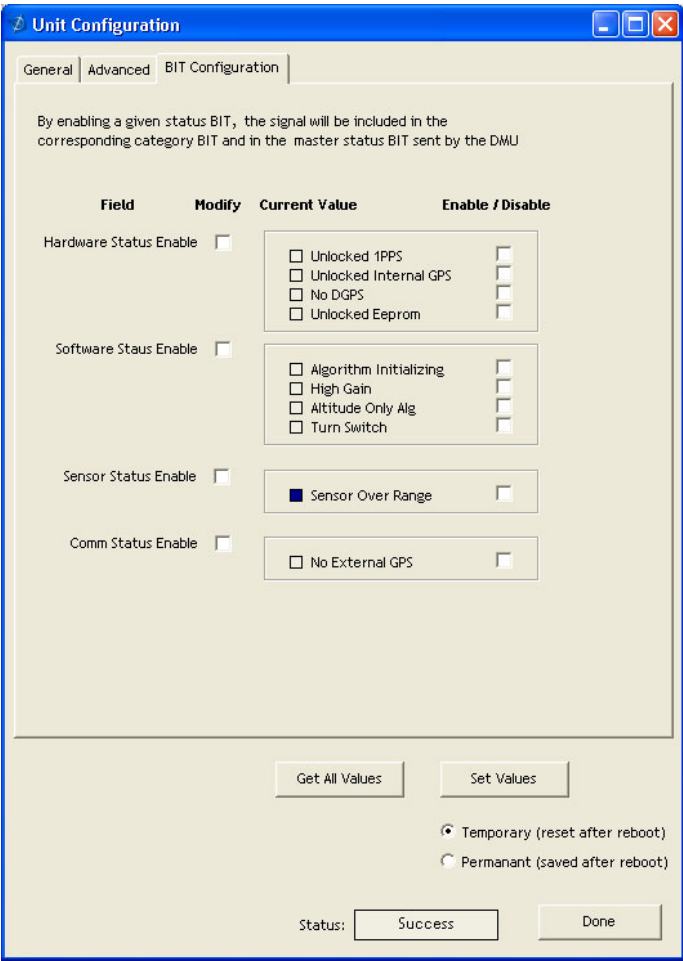 Unit Configuration
General Advanced BIT Configuration
By enabling a given status BIT, the signal will be included in the
corresponding category BIT and in the master status BIT sent by the DMU
Field Modify Current Value Enable / Disable
Hardware Status Enable
Unlocked 1PPS
Unlocked Internal GPS
No DGPS
Unlocked Eeprom
Software Staus Enable
Algorithm Initializing
High Gain
Altitude Only Alg
Turn Switch
Sensor Status Enable
Sensor Over Range
Comm Status Enable
No External GPS
Get All Values Set Values
Temporary (reset after reboot)
Permanant (saved after reboot)
Status: Success Done